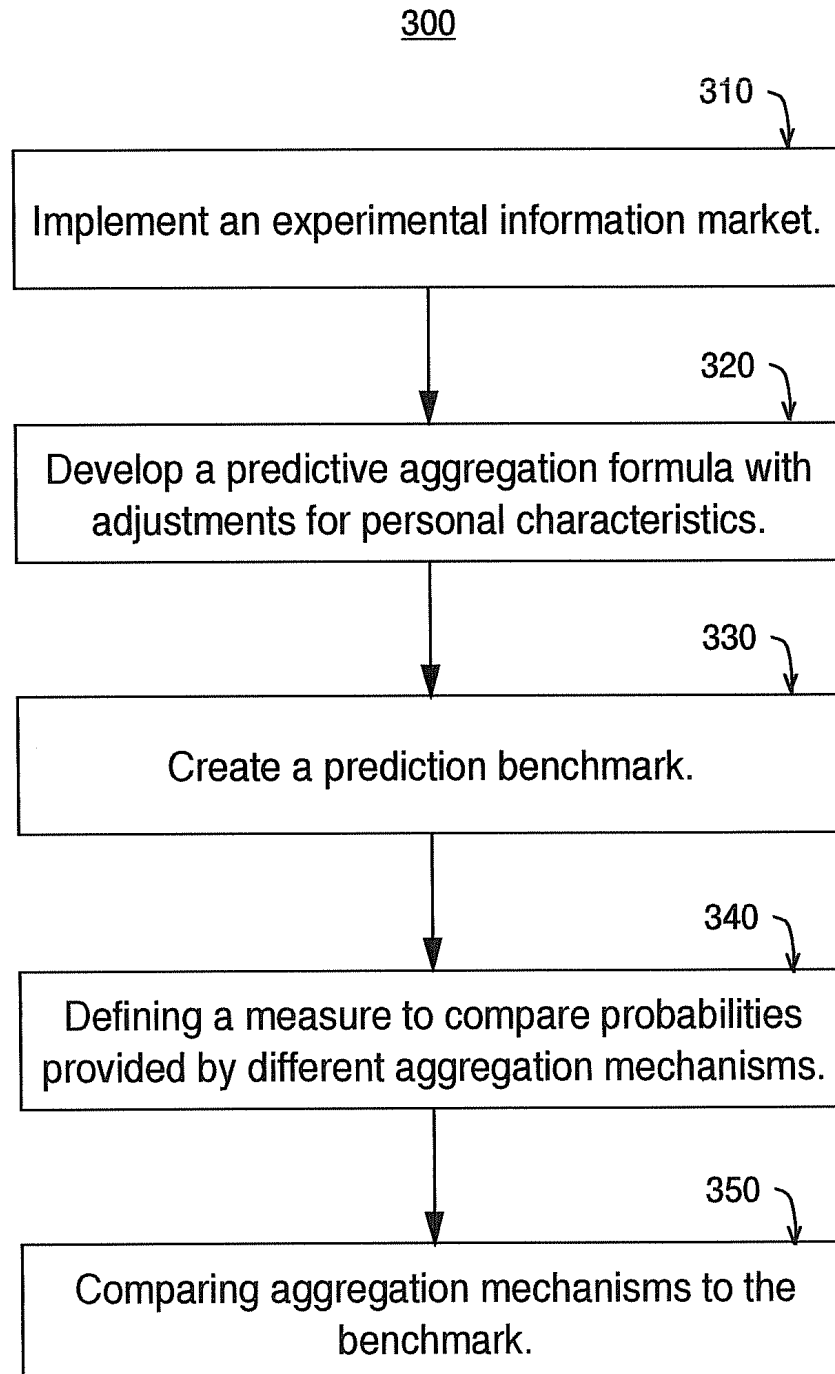 300
310
Implement an experimental information market.
320
Develop a predictive aggregation formula with
adjustments for personal characteristics.
330
Create a prediction benchmark.
340
Defining a measure to compare probabilities
provided by different aggregation mechanisms.
350
Comparing aggregation mechanisms to the
benchmark.